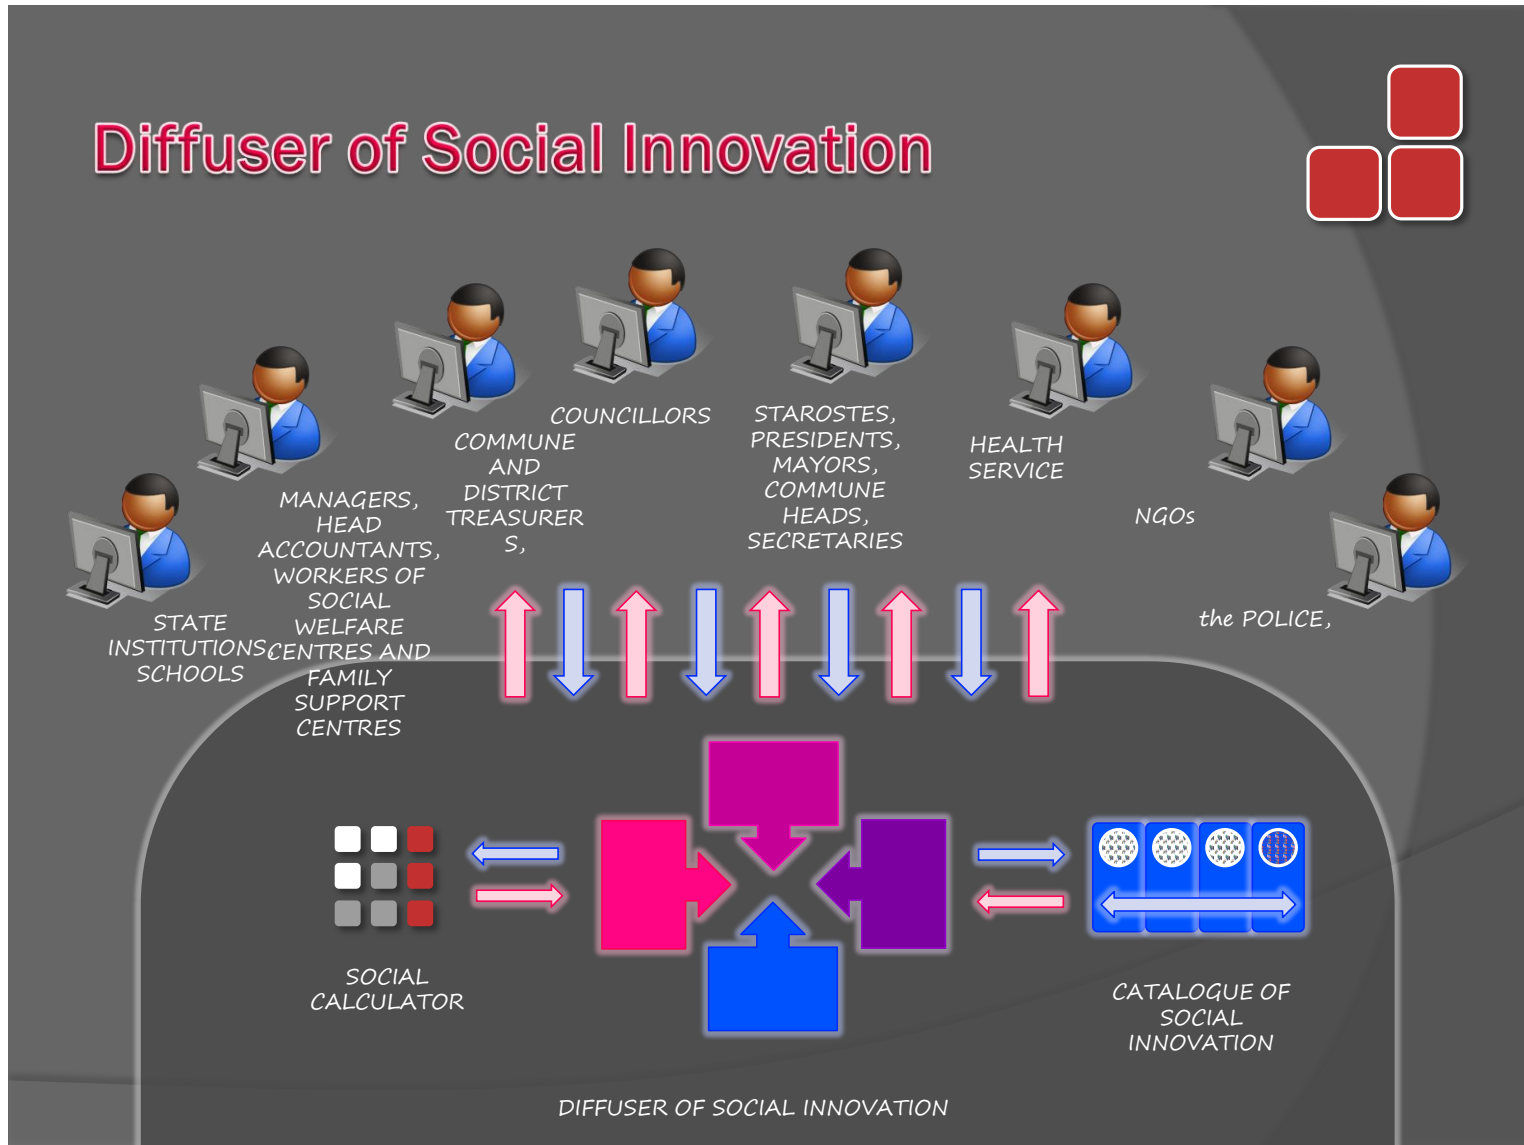 Diffuser of Social Innovation
COUNCILLORS
STAROSTES,
PRESIDENTS,
MAYORS,
COMMUNE
HEADS,
SECRETARIES
COMMUNE
AND
DISTRICT
TREASURER
S,
HEALTH
SERVICE
MANAGERS,
HEAD
ACCOUNTANTS,
WORKERS OF
SOCIAL
WELFARE
CENTRES AND
FAMILY
SUPPORT
CENTRES
NGOs
the POLICE,
STATE
INSTITUTIONS,
SCHOOLS
SOCIAL
CALCULATOR
CATALOGUE OF
SOCIAL
INNOVATION
DIFFUSER OF SOCIAL INNOVATION